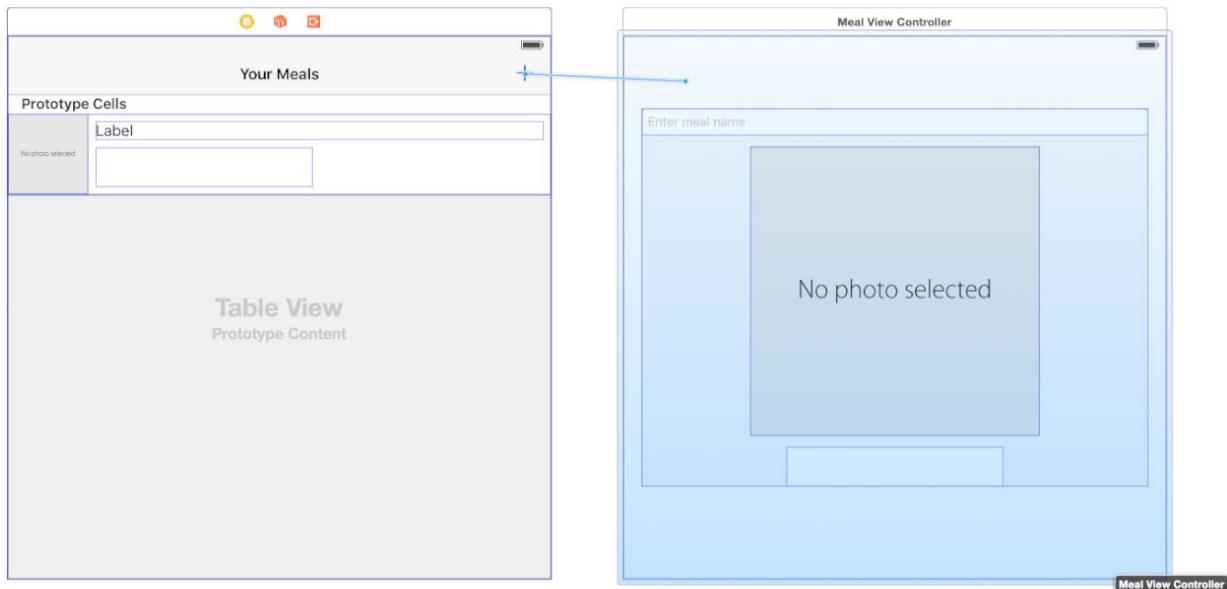 Your Meals
Prototype Cells
No photo selected
Label
Table View
Prototype Content
Meal View Controller
Enter meal name
No photo selected
Meal View Controller